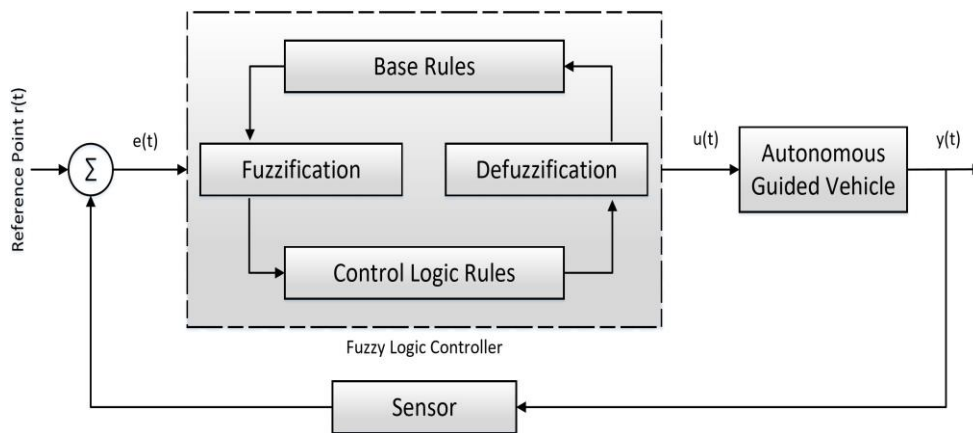 Reference Point r(t)
Σ
e(t)
Base Rules
Fuzzification
Defuzzification
Control Logic Rules
Fuzzy Logic Controller
u(t)
Autonomous
Guided Vehicle
y(t)
Sensor